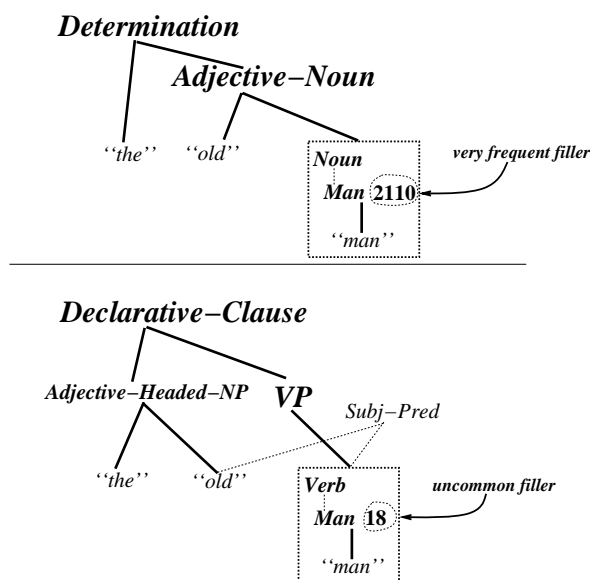 Determination
Adjective−Noun
‘‘the’’ ‘‘old’’
Noun
very frequent filler
Man 2110
‘‘man’’
Declarative−Clause
Adjective−Headed−NP VP
Subj−Pred
‘‘the’’ ‘‘old’’
Verb
uncommon filler
Man 18
‘‘man’’